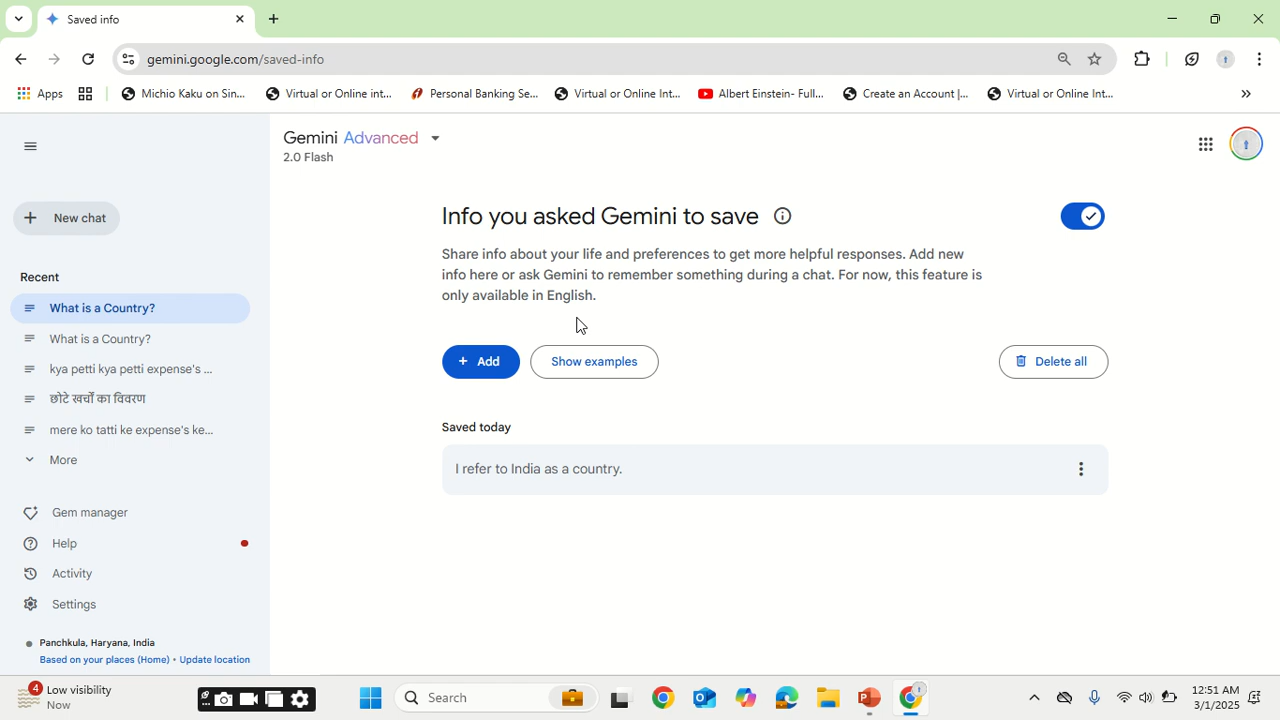 Saved info
gemini.google.com/saved-info
Apps
Michio Kaku on Sin...
Virtual or Online int...
Personal Banking Se...
Virtual or Online Int...
Albert Einstein- Full...
Create an Account |...
Virtual or Online Int...
Gemini Advanced
2.0 Flash
New chat
Recent
What is a Country?
What is a Country?
kya petti kya petti expense's ...
छोटे खर्चों का विवरण
mere ko tatti ke expense's ke...
More
Gem manager
Help
Activity
Settings
Panchkula, Haryana, India
Based on your places (Home) • Update location
Info you asked Gemini to save
Share info about your life and preferences to get more helpful responses. Add new
info here or ask Gemini to remember something during a chat. For now, this feature is
only available in English.
+ Add
Show examples
Delete all
Saved today
I refer to India as a country.
4
Low visibility
Now
Search
12:51 AM
3/1/2025